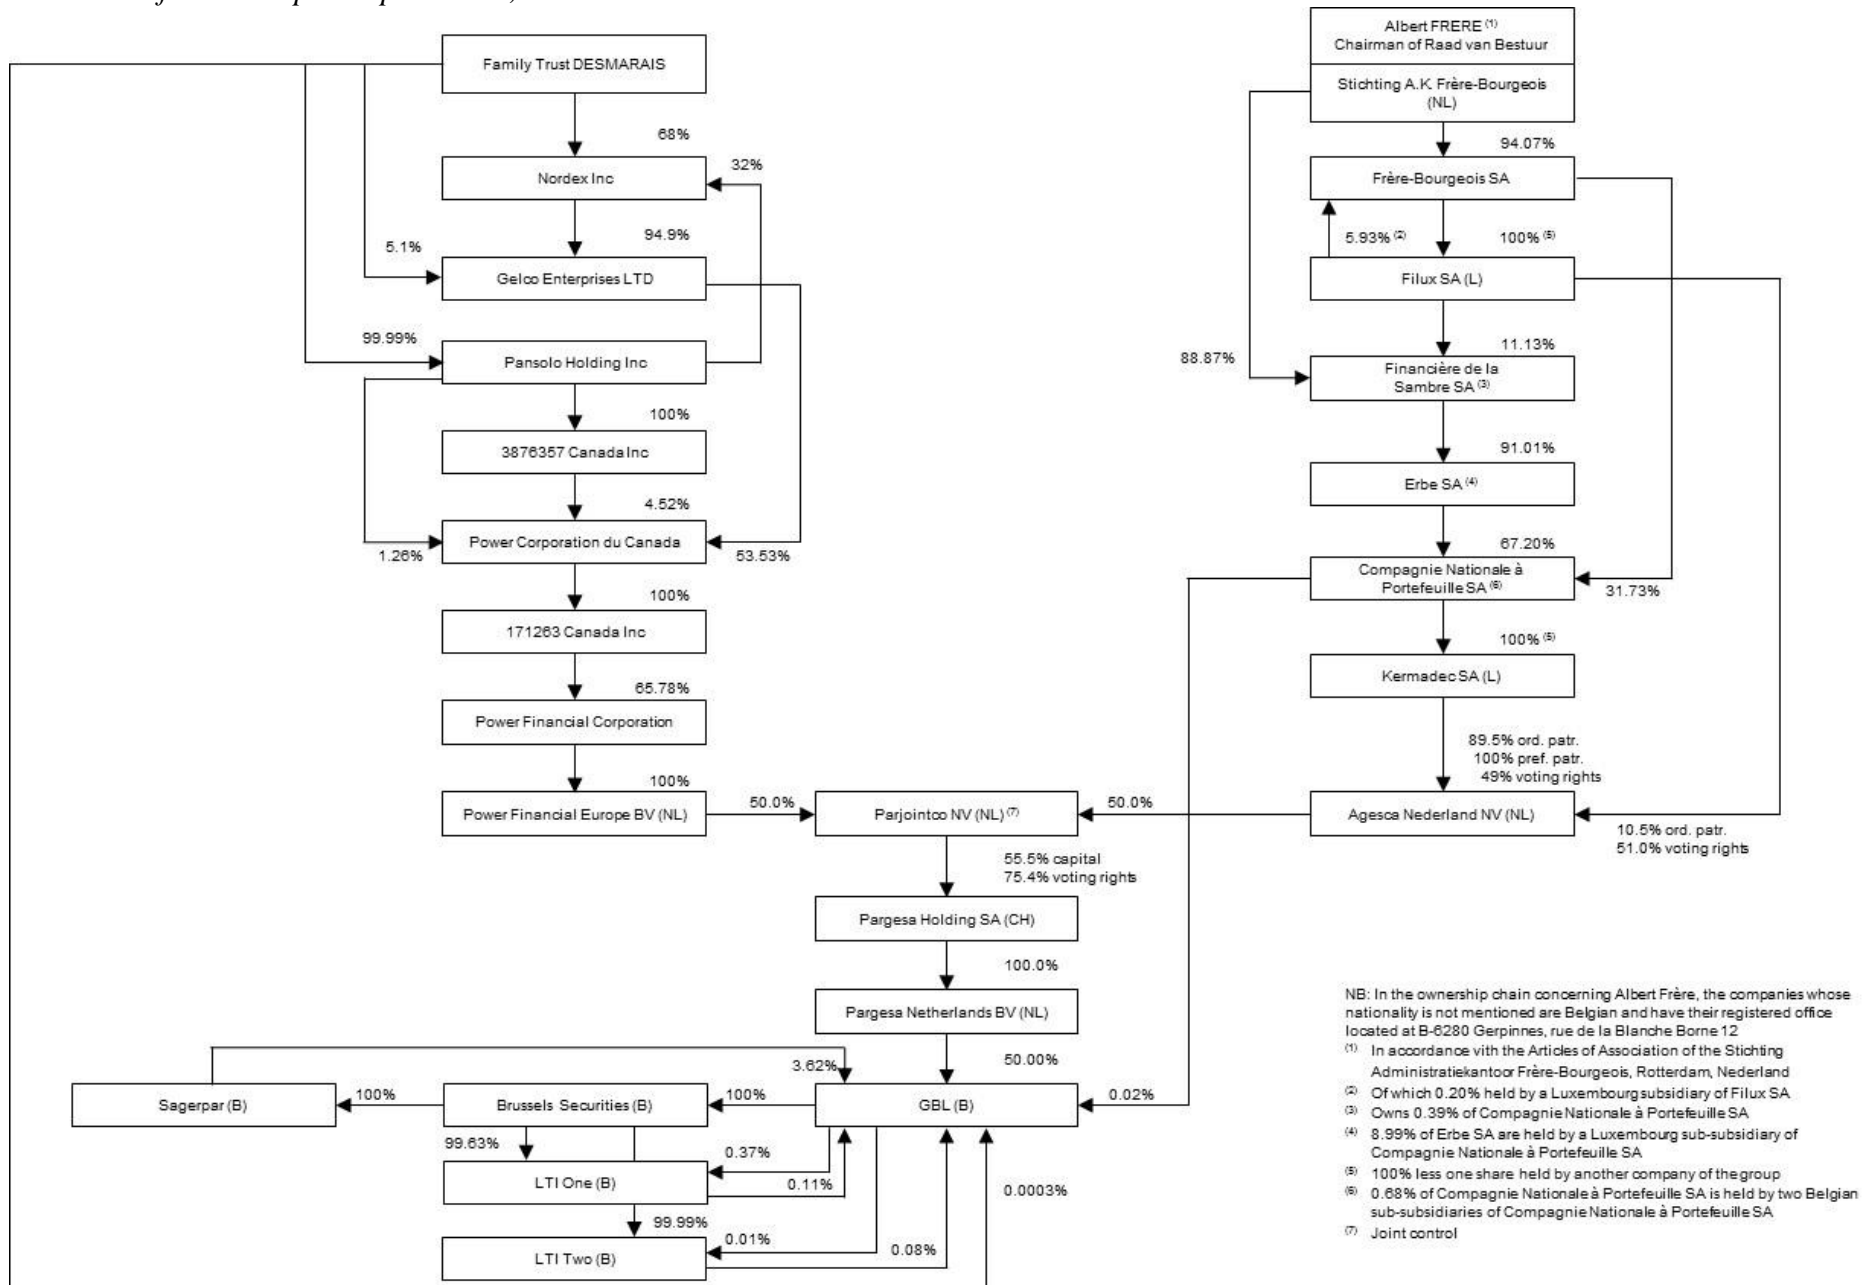 Family Trust DESMARAIS
68%
Nordex Inc
32%
94.9%
5.1%
Gelco Enterprises LTD
99.99%
Pansolo Holding Inc
100%
3876357 Canada Inc
4.52%
Power Corporation du Canada
1.26%
53.53%
100%
171263 Canada Inc
65.78%
Power Financial Corporation
100%
Power Financial Europe BV (NL)
50.0%
Parjointco NV (NL) (7)
50.0%
55.5% capital
75.4% voting rights
Pargesa Holding SA (CH)
100.0%
Pargesa Netherlands BV (NL)
50.00%
3.62%
Sagerpar (B)
100%
Brussels Securities (B)
100%
GBL (B)
0.02%
99.63%
0.37%
LTI One (B)
0.11%
0.0003%
99.99%
0.01%
LTI Two (B)
0.08%
Albert FRERE (1)
Chairman of Raad van Bestuur
Stichting A.K. Frère-Bourgeois
(NL)
94.07%
Frère-Bourgeois SA
5.93% (2)
100% (5)
Filux SA (L)
11.13%
88.87%
Financière de la
Sambre SA (3)
91.01%
Erbe SA (4)
67.20%
Compagnie Nationale à
Portefeuille SA (6)
31.73%
100% (5)
Kermadec SA (L)
89.5% ord. patr.
100% pref. patr.
49% voting rights
Agesca Nederland NV (NL)
10.5% ord. patr.
51.0% voting rights
NB: In the ownership chain concerning Albert Frère, the companies whose
nationality is not mentioned are Belgian and have their registered office
located at B-6280 Gerpinnes, rue de la Blanche Borne 12
(1) In accordance vith the Articles of Association of the Stichting
Administratiekantoor Frère-Bourgeois, Rotterdam, Nederland
(2) Of which 0.20% held by a Luxembourg subsidiary of Filux SA
(3) Owns 0.39% of Compagnie Nationale à Portefeuille SA
(4) 8.99% of Erbe SA are held by a Luxembourg sub-subsidiary of
Compagnie Nationale à Portefeuille SA
(5) 100% less one share held by another company of the group
(6) 0.68% of Compagnie Nationale à Portefeuille SA is held by two Belgian
sub-subsidiaries of Compagnie Nationale à Portefeuille SA
(7) Joint control